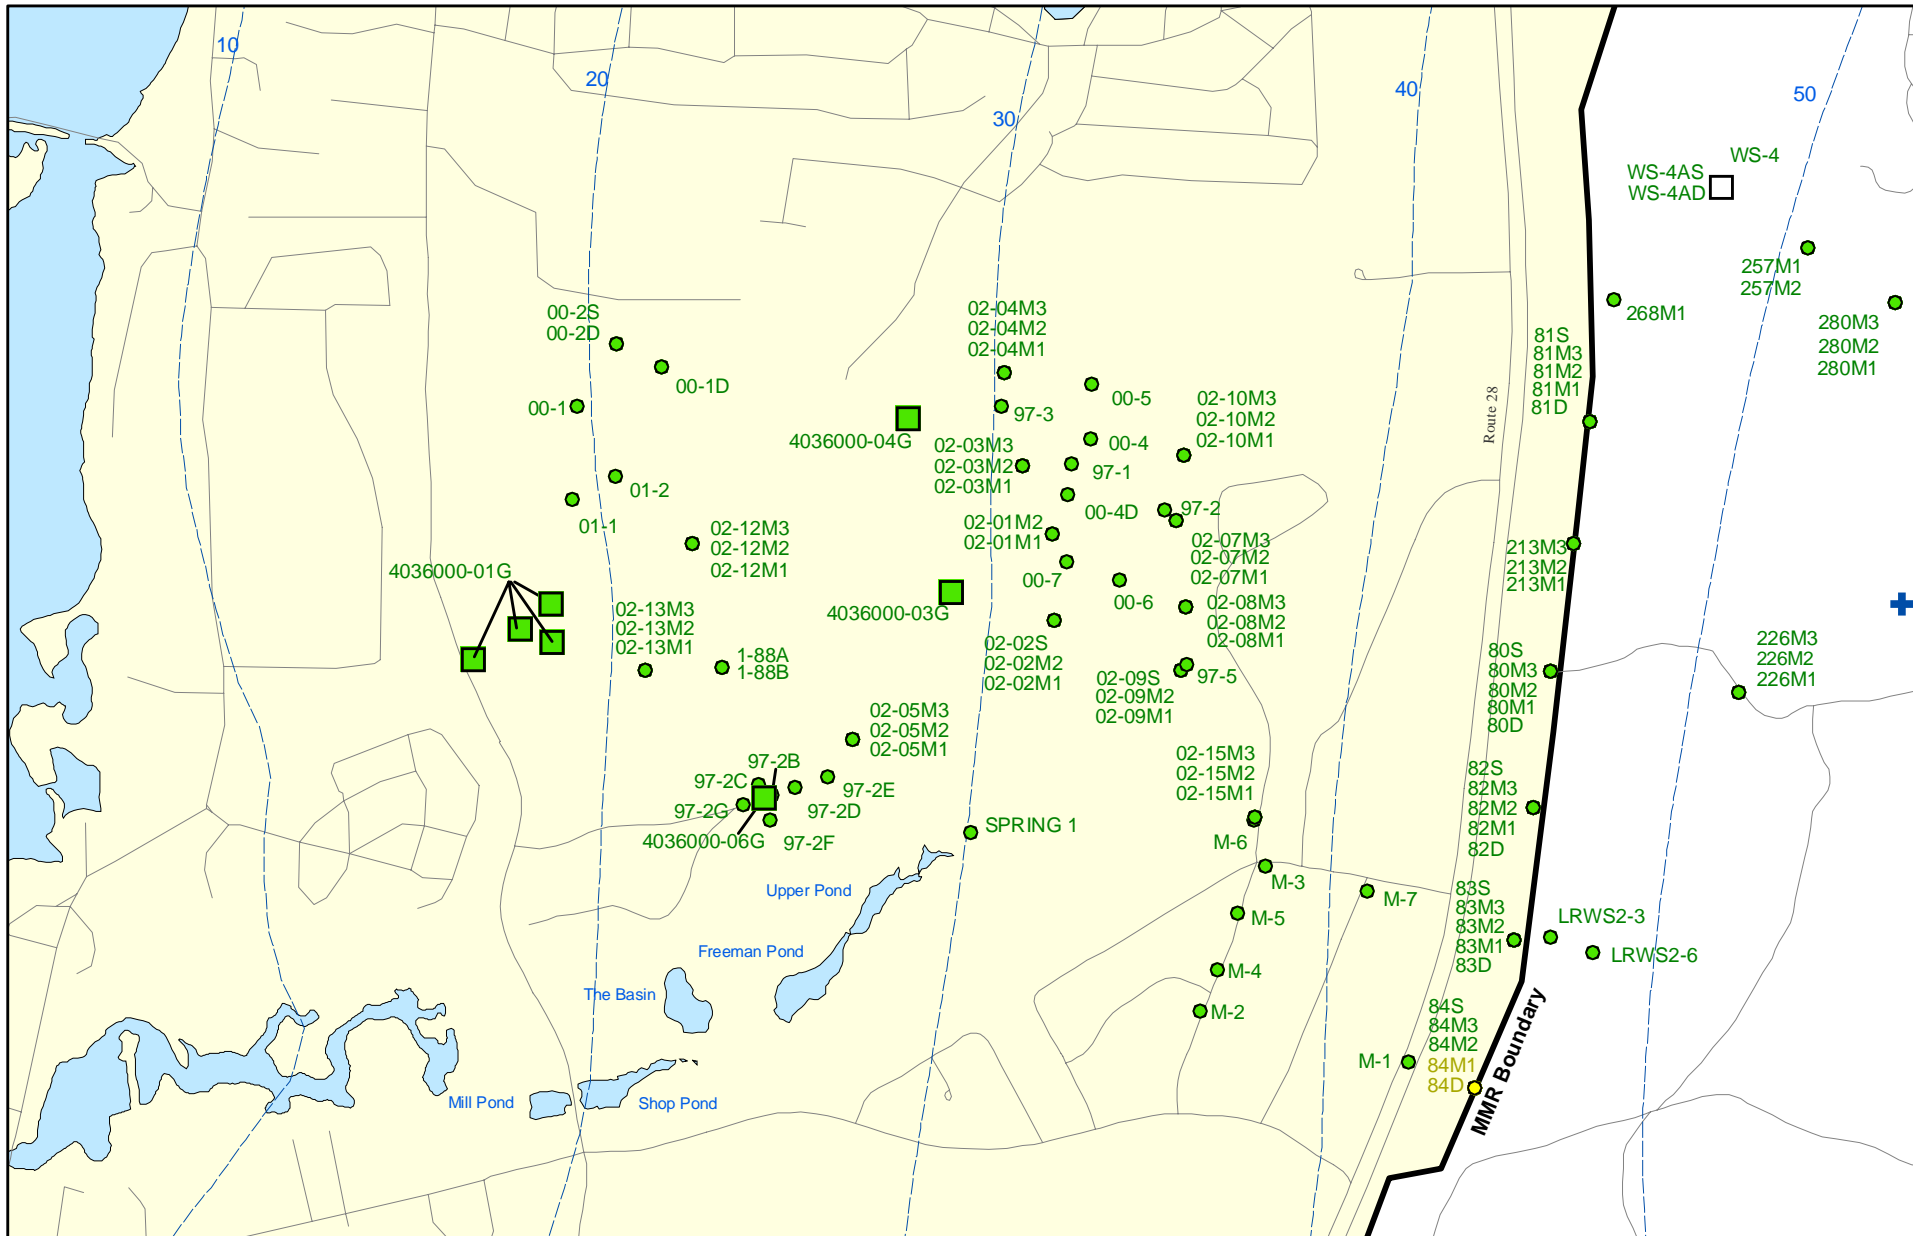 10
20
30
40
50
WS-4
WS-4AS
WS-4AD
257M1
257M2
268M1
280M3
280M2
280M1
00-2S
00-2D
00-1D
00-1
02-04M3
02-04M2
02-04M1
97-3
00-5
02-10M3
02-10M2
02-10M1
Route 28
81S
81M3
81M2
81M1
81D
4036000-04G
00-4
97-1
02-03M3
02-03M2
02-03M1
01-2
01-1
00-4D
97-2
02-12M3
02-12M2
02-12M1
02-01M2
02-01M1
02-07M3
02-07M2
02-07M1
213M3
213M2
213M1
4036000-01G
00-7
00-6
4036000-03G
02-13M3
02-13M2
02-13M1
02-08M3
02-08M2
02-08M1
1-88A
1-88B
02-02S
02-02M2
02-02M1
97-5
02-09S
02-09M2
02-09M1
80S
80M3
80M2
80M1
80D
226M3
226M2
226M1
02-05M3
02-05M2
02-05M1
97-2B
97-2C
97-2E
97-2G
97-2D
4036000-06G
97-2F
02-15M3
02-15M2
02-15M1
82S
82M3
82M2
82M1
82D
SPRING 1
M-6
M-3
M-7
M-5
83S
83M3
83M2
83M1
83D
LRWS2-3
LRWS2-6
Upper Pond
Freeman Pond
The Basin
M-4
M-2
84S
84M3
84M2
84M1
84D
M-1
MMR Boundary
Mill Pond
Shop Pond